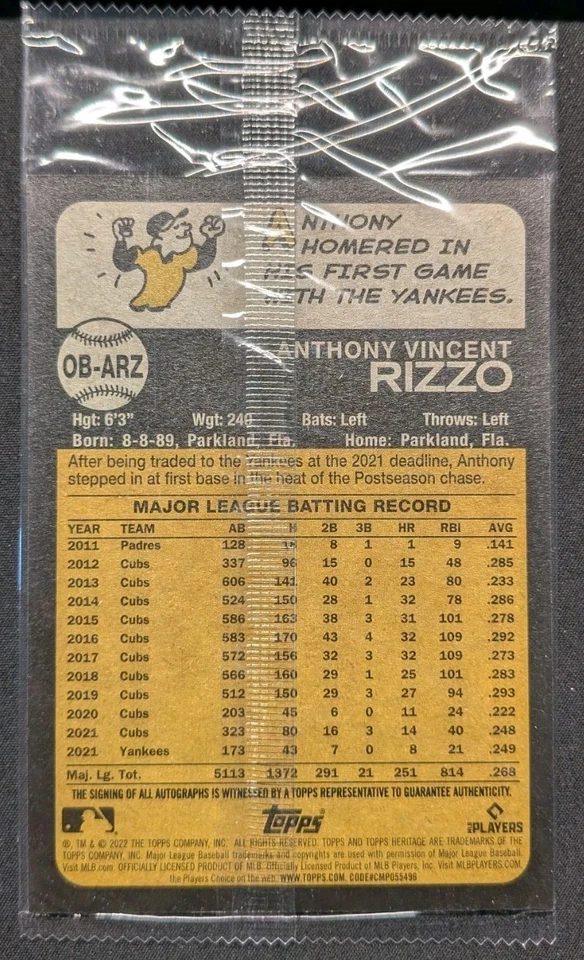 ANTHONY
HOMERED IN
HIS FIRST GAME
WITH THE YANKEES.
OB-ARZ
ANTHONY VINCENT
RIZZO
Hgt: 6'3" Wgt: 240 Bats: Left Throws: Left
Born: 8-8-89, Parkland, Fla. Home: Parkland, Fla.
After being traded to the Yankees at the 2021 deadline, Anthony
stepped in at first base in the heat of the Postseason chase.
MAJOR LEAGUE BATTING RECORD
YEAR TEAM AB H 2B 3B HR RBI AVG
2011 Padres 128 18 8 1 1 9 .141
2012 Cubs 337 96 15 0 15 48 .285
2013 Cubs 606 141 40 2 23 80 .233
2014 Cubs 524 150 28 1 32 78 .286
2015 Cubs 586 163 38 3 31 101 .278
2016 Cubs 583 170 43 4 32 109 .292
2017 Cubs 572 156 32 3 32 109 .273
2018 Cubs 566 160 29 1 25 101 .283
2019 Cubs 512 150 29 3 27 94 .293
2020 Cubs 203 45 6 0 11 24 .222
2021 Cubs 323 80 16 3 14 40 .248
2021 Yankees 173 43 7 0 8 21 .249
Maj. Lg. Tot. 5113 1372 291 21 251 814 .268
THE SIGNING OF ALL AUTOGRAPHS IS WITNESSED BY A TOPPS REPRESENTATIVE TO GUARANTEE AUTHENTICITY.
Topps
MLB PLAYERS
®, TM & © 2022 THE TOPPS COMPANY, INC. ALL RIGHTS RESERVED. TOPPS AND TOPPS HERITAGE ARE TRADEMARKS OF THE
TOPPS COMPANY, INC. Major League Baseball trademarks and copyrights are used with permission of Major League Baseball.
Visit MLB.com. OFFICIALLY LICENSED PRODUCT OF MLB. Officially Licensed Product of MLB Players, Inc. Visit MLBPLAYERS.COM,
the Players Choice on the web. WWW.TOPPS.COM. CODE#CMP055499